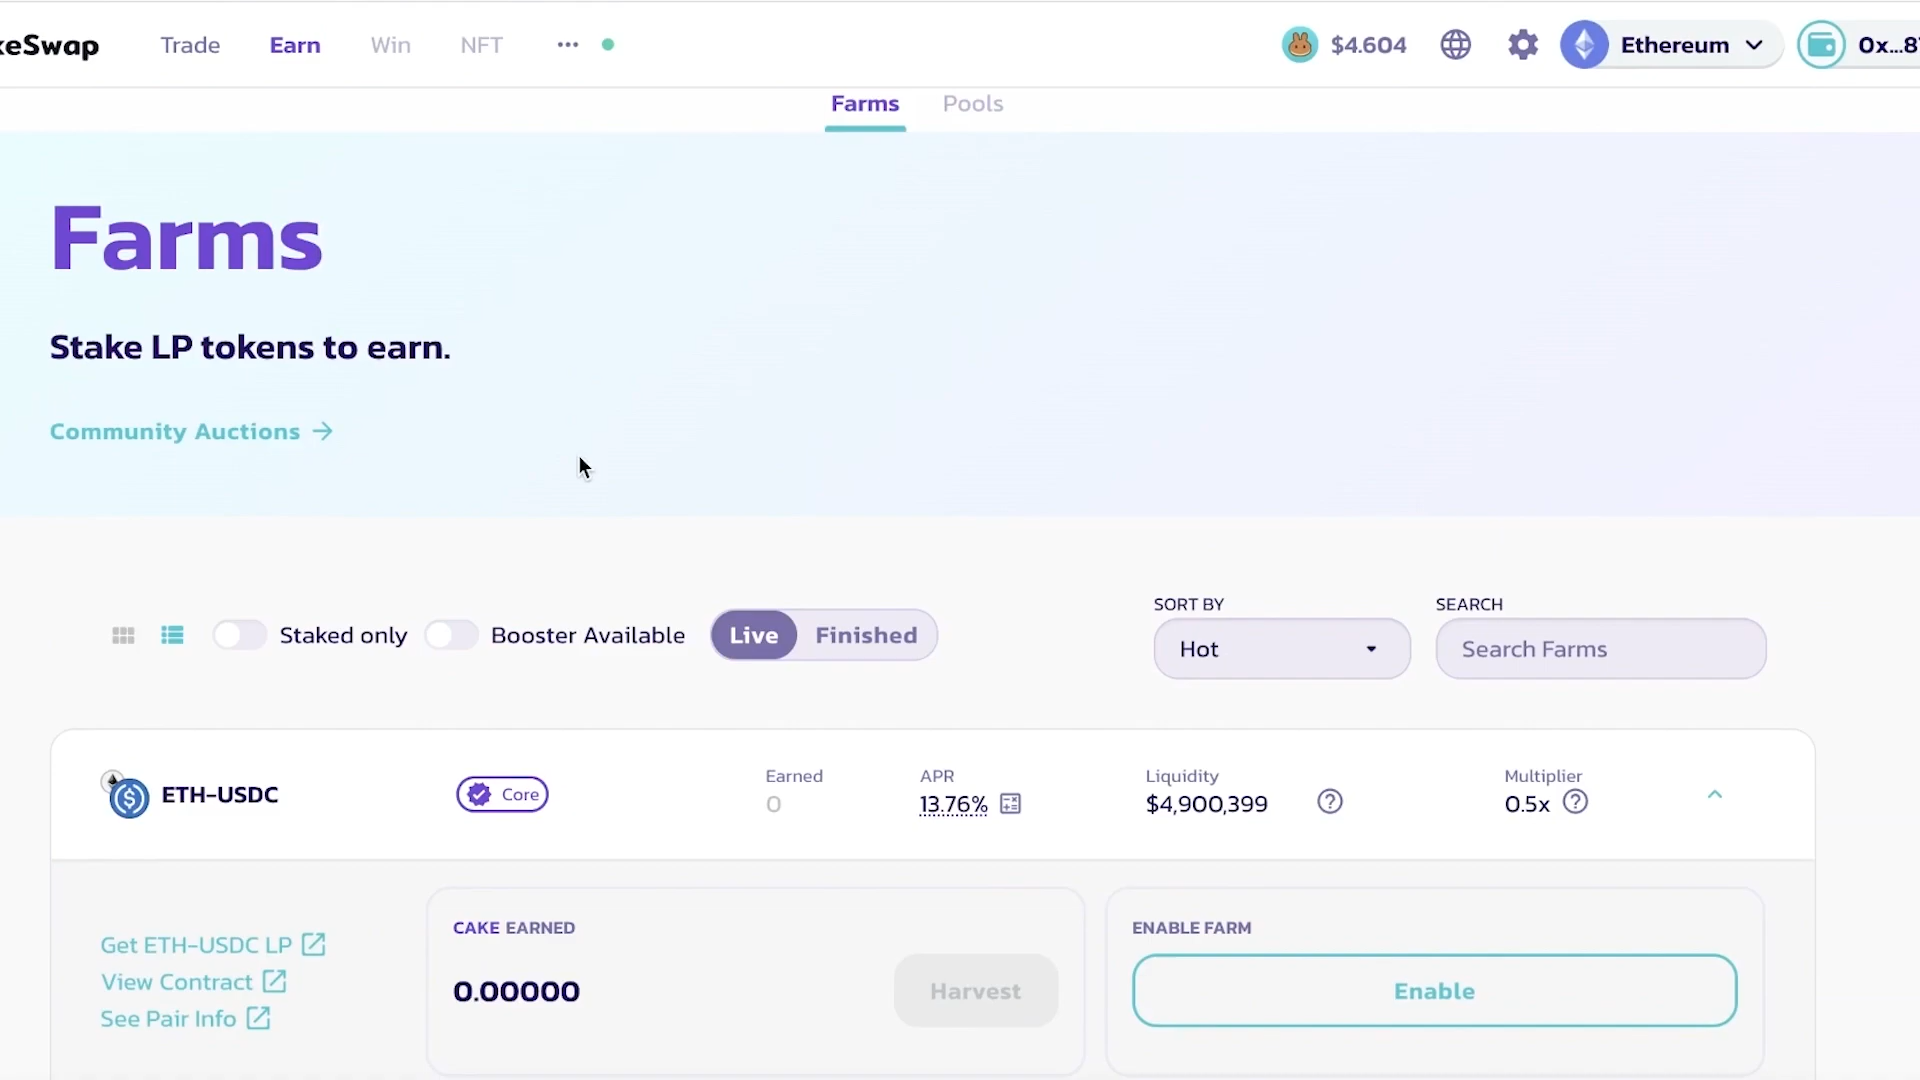 keSwap
Trade Earn Win NFT ···
$4.604 Ethereum 0x...87
Farms Pools
Farms
Stake LP tokens to earn.
Community Auctions →
Staked only Booster Available Live Finished
SORT BY SEARCH
Hot Search Farms
ETH-USDC Core
Earned APR Liquidity Multiplier
0 13.76% $4,900,399 0.5x
Get ETH-USDC LP
View Contract
See Pair Info
CAKE EARNED
0.00000 Harvest
ENABLE FARM
Enable